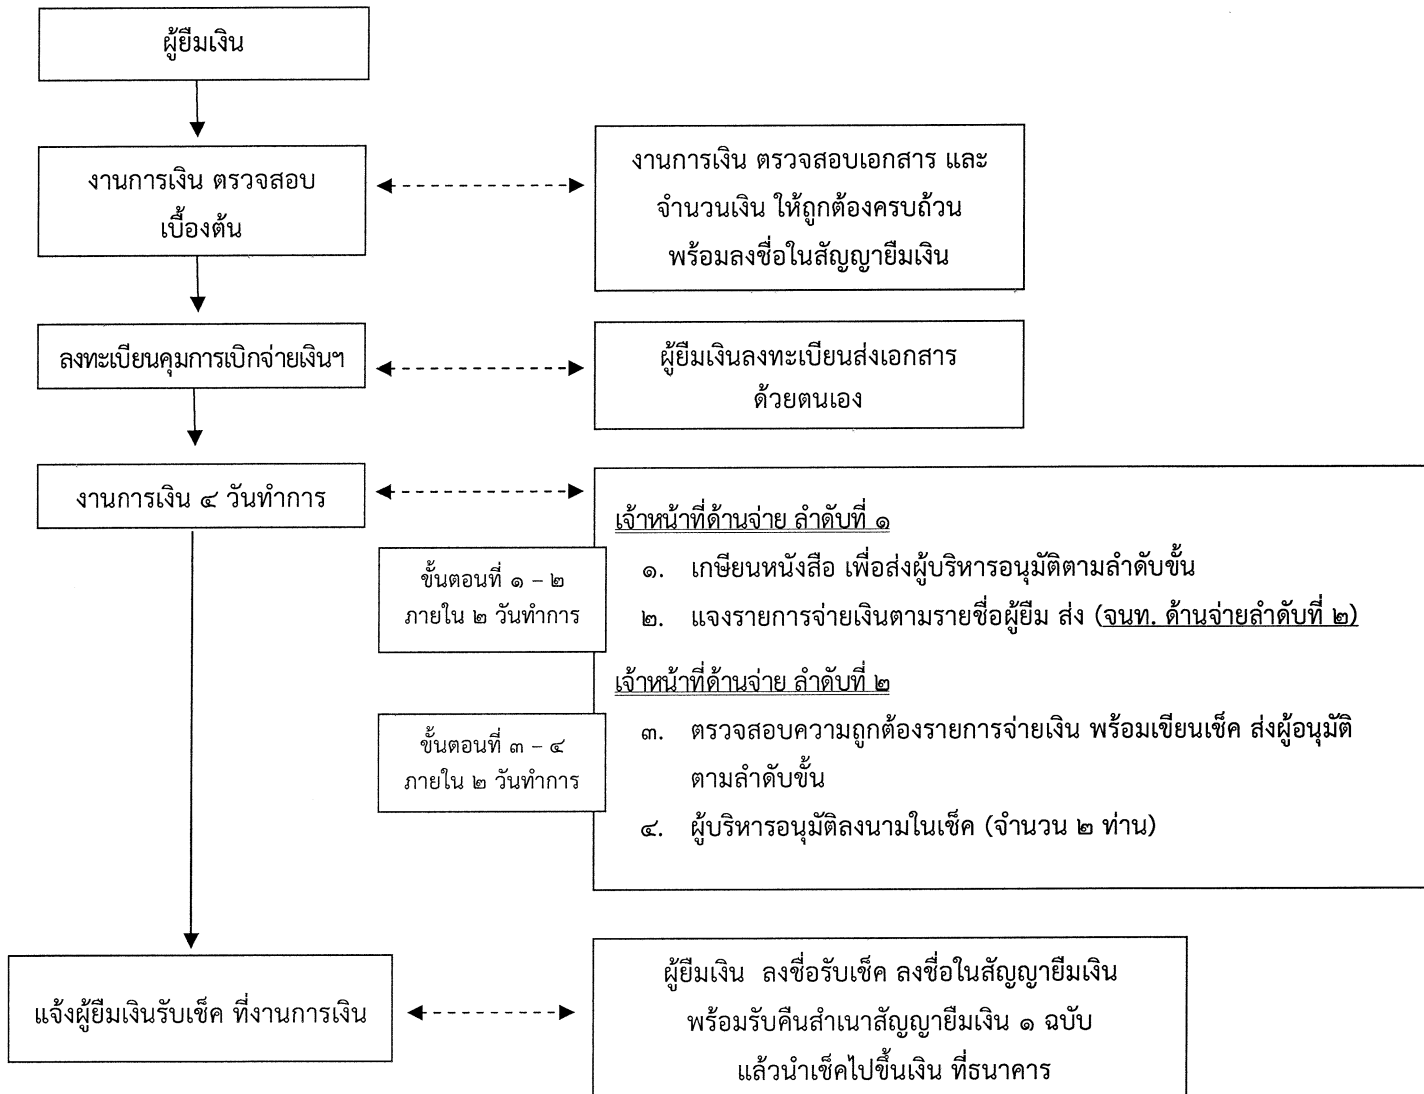 ผู้ยืมเงิน
งานการเงิน ตรวจสอบ
เบื้องต้น
งานการเงิน ตรวจสอบเอกสาร และ
จำนวนเงิน ให้ถูกต้องครบถ้วน
พร้อมลงชื่อในสัญญายืมเงิน
ลงทะเบียนคุมการเบิกจ่ายเงินฯ
ผู้ยืมเงินลงทะเบียนส่งเอกสาร
ด้วยตนเอง
งานการเงิน ๔ วันทำการ
เจ้าหน้าที่ด้านจ่าย ลำดับที่ ๑
ขั้นตอนที่ ๑ – ๒
ภายใน ๒ วันทำการ
๑. เกษียนหนังสือ เพื่อส่งผู้บริหารอนุมัติตามลำดับขั้น
๒. แจงรายการจ่ายเงินตามรายชื่อผู้ยืม ส่ง (จนท. ด้านจ่ายลำดับที่ ๒)
เจ้าหน้าที่ด้านจ่าย ลำดับที่ ๒
ขั้นตอนที่ ๓ – ๔
ภายใน ๒ วันทำการ
๓. ตรวจสอบความถูกต้องรายการจ่ายเงิน พร้อมเขียนเช็ค ส่งผู้อนุมัติ
ตามลำดับขั้น
๔. ผู้บริหารอนุมัติลงนามในเช็ค (จำนวน ๒ ท่าน)
แจ้งผู้ยืมเงินรับเช็ค ที่งานการเงิน
ผู้ยืมเงิน ลงชื่อรับเช็ค ลงชื่อในสัญญายืมเงิน
พร้อมรับคืนสำเนาสัญญายืมเงิน ๑ ฉบับ
แล้วนำเช็คไปขึ้นเงิน ที่ธนาคาร